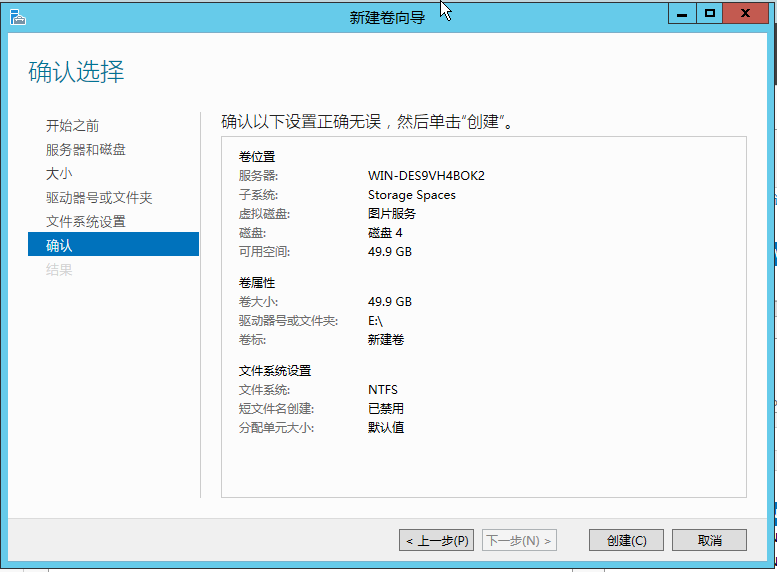 新建卷向导
确认选择
开始之前
服务器和磁盘
大小
驱动器号或文件夹
文件系统设置
确认
结果
确认以下设置正确无误，然后单击“创建”。
卷位置
服务器: WIN-DES9VH4BOK2
子系统: Storage Spaces
虚拟磁盘: 图片服务
磁盘: 磁盘 4
可用空间: 49.9 GB
卷属性
卷大小: 49.9 GB
驱动器号或文件夹: E:\
卷标: 新建卷
文件系统设置
文件系统: NTFS
短文件名创建: 已禁用
分配单元大小: 默认值
< 上一步(P) 下一步(N) > 创建(C) 取消